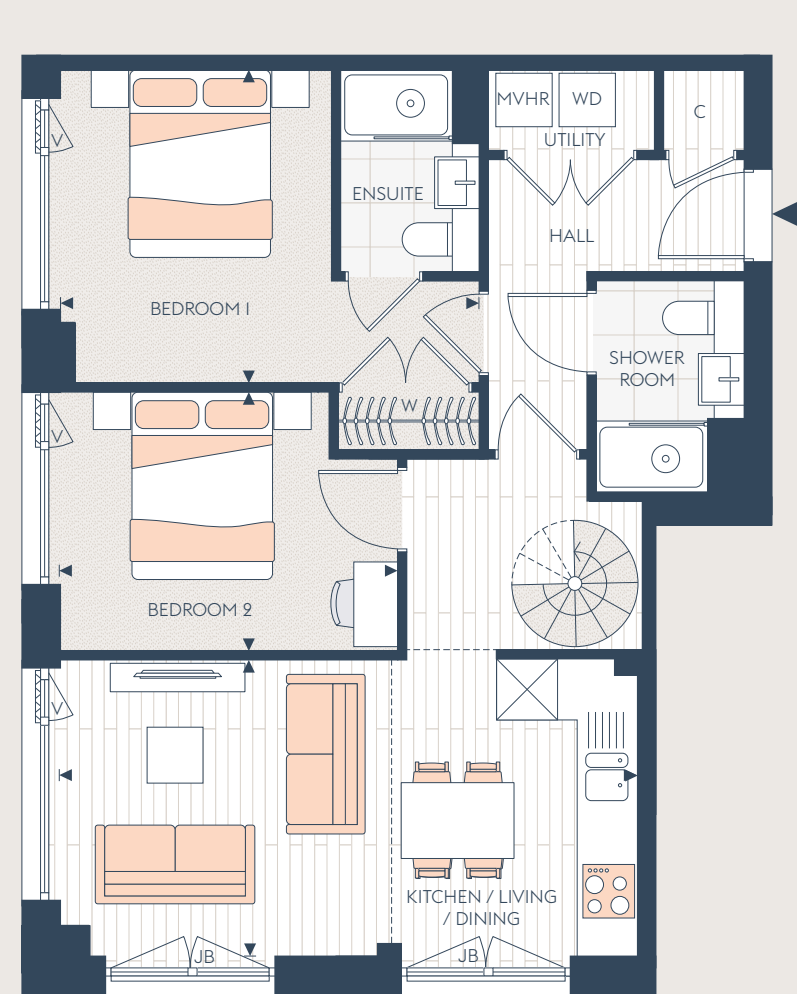 MVHR
WD
C
V
UTILITY
ENSUITE
HALL
BEDROOM 1
SHOWER
ROOM
W
V
BEDROOM 2
V
KITCHEN / LIVING
/ DINING
JB
JB